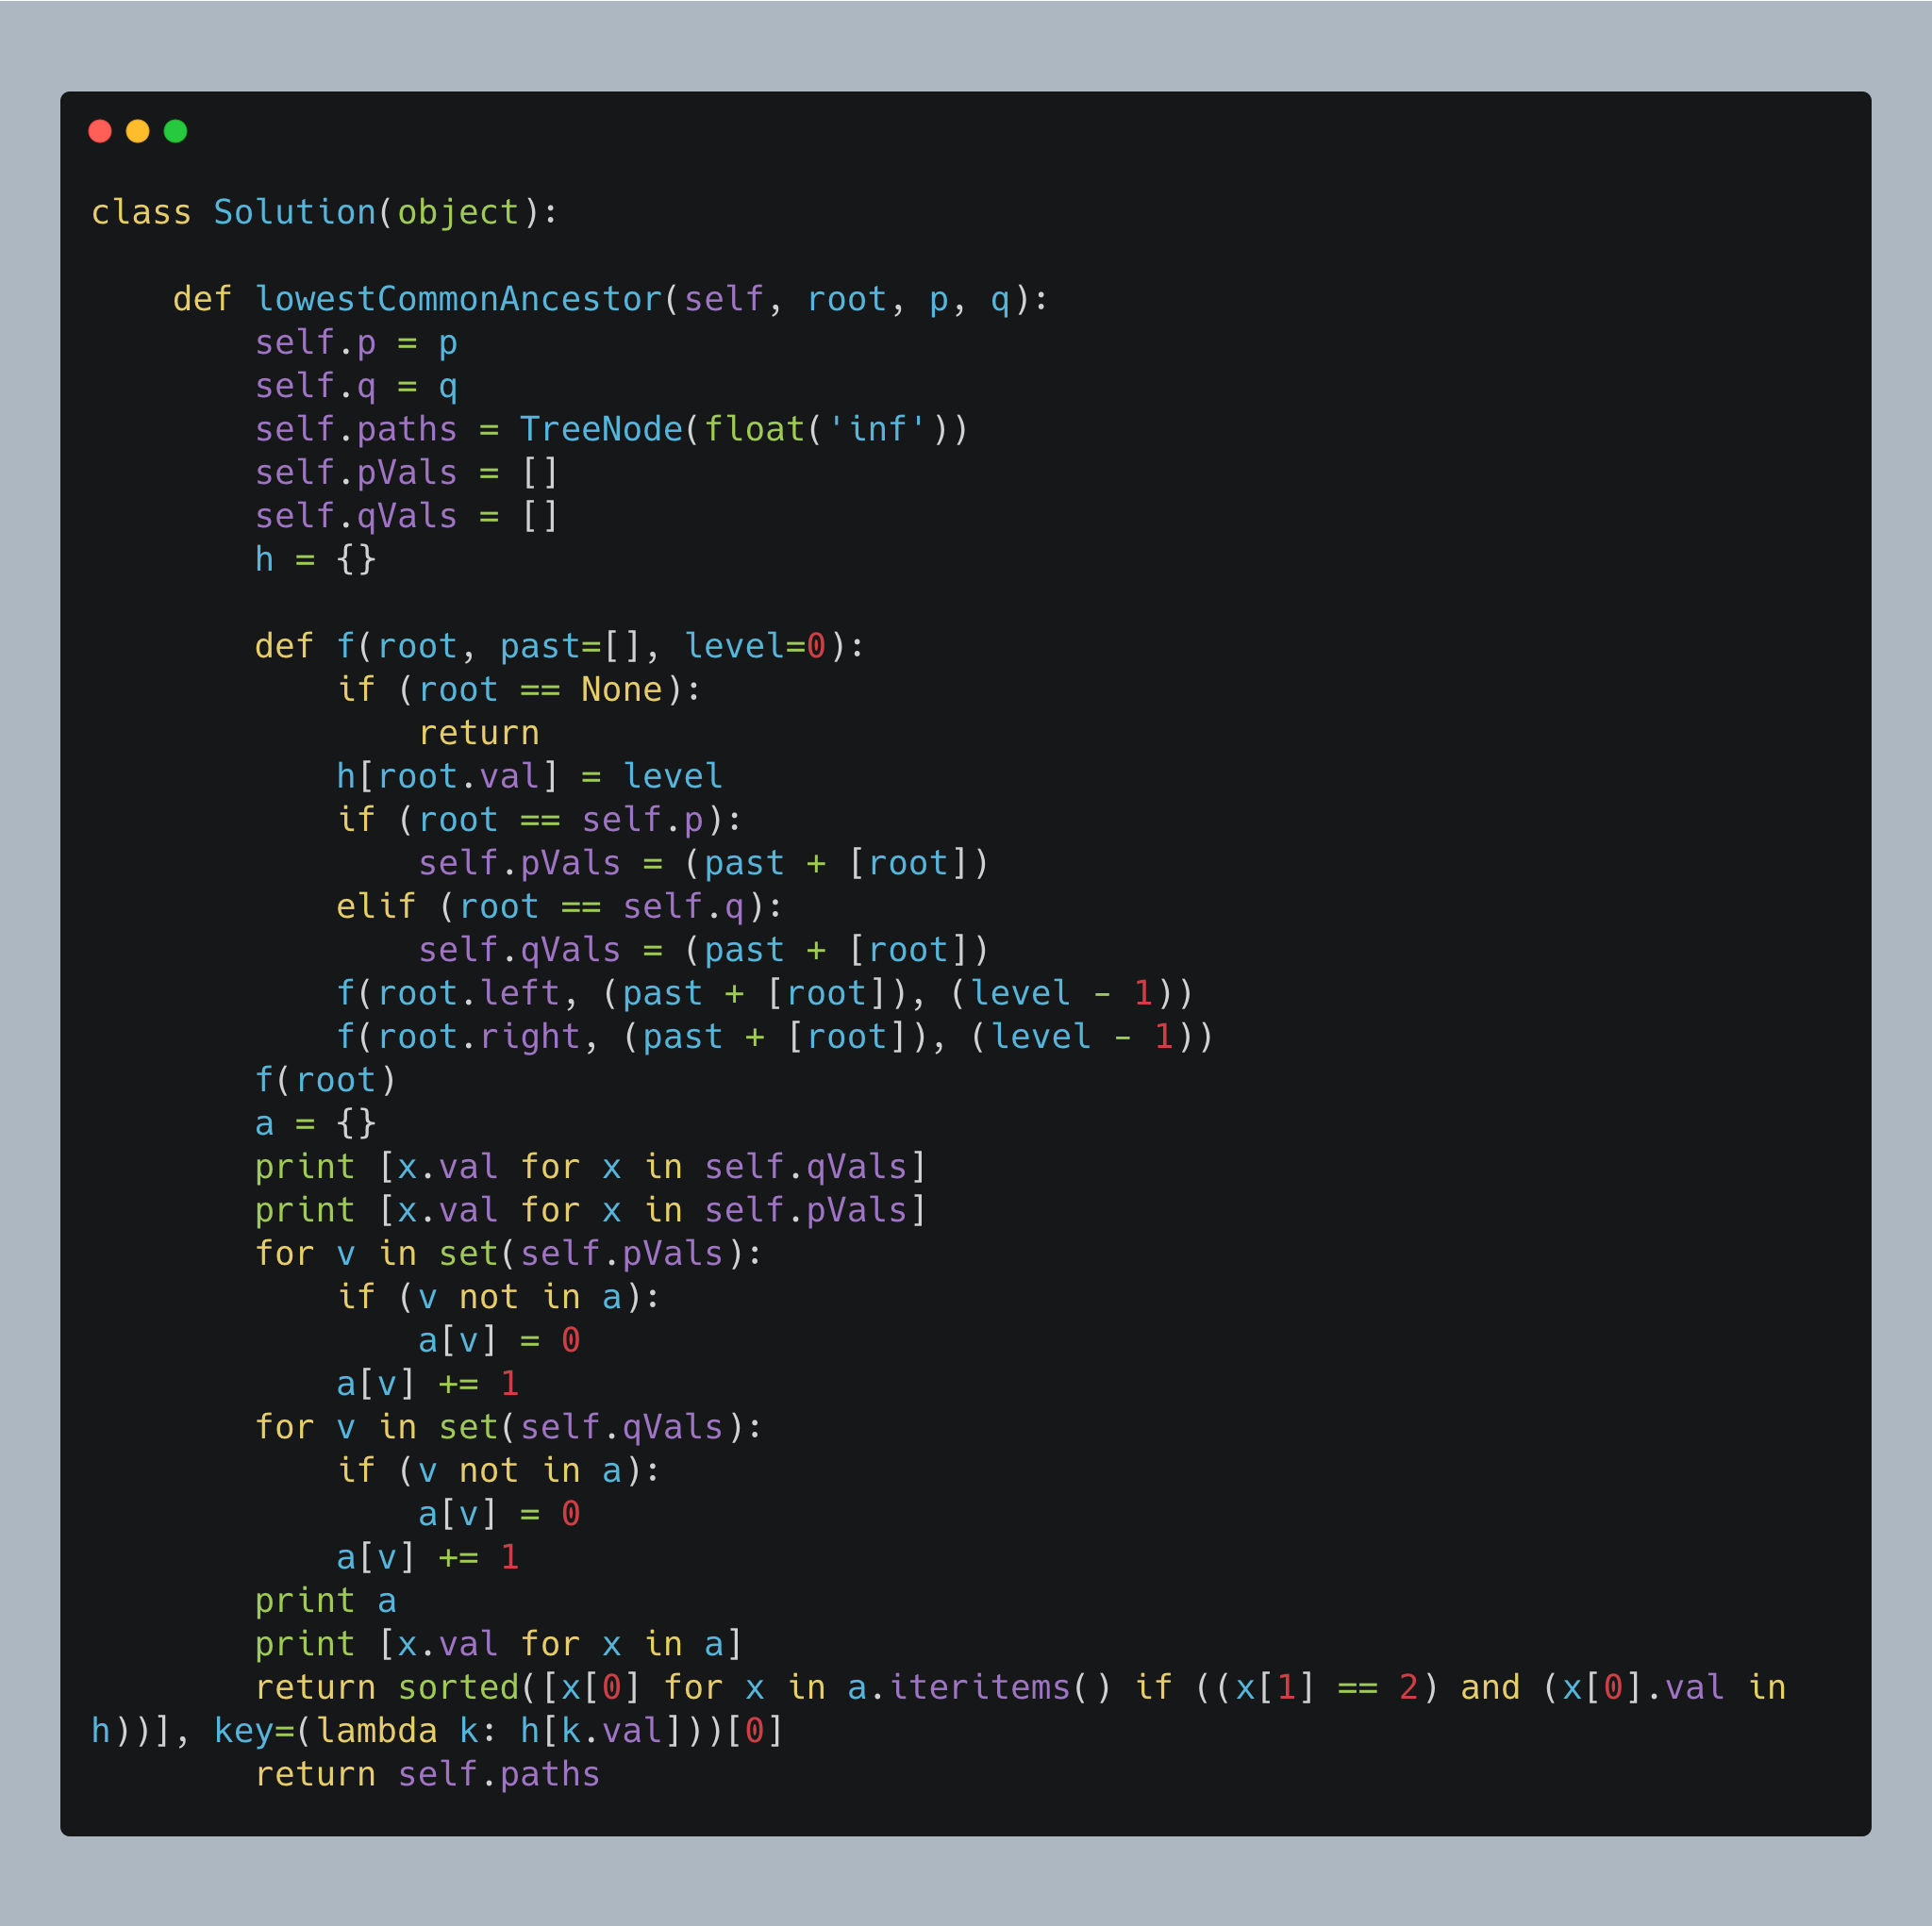 class Solution(object):

    def lowestCommonAncestor(self, root, p, q):
        self.p = p
        self.q = q
        self.paths = TreeNode(float('inf'))
        self.pVals = []
        self.qVals = []
        h = {}

        def f(root, past=[], level=0):
            if (root == None):
                return
            h[root.val] = level
            if (root == self.p):
                self.pVals = (past + [root])
            elif (root == self.q):
                self.qVals = (past + [root])
            f(root.left, (past + [root]), (level - 1))
            f(root.right, (past + [root]), (level - 1))
        f(root)
        a = {}
        print [x.val for x in self.qVals]
        print [x.val for x in self.pVals]
        for v in set(self.pVals):
            if (v not in a):
                a[v] = 0
            a[v] += 1
        for v in set(self.qVals):
            if (v not in a):
                a[v] = 0
            a[v] += 1
        print a
        print [x.val for x in a]
        return sorted([x[0] for x in a.iteritems() if ((x[1] == 2) and (x[0].val in
h))], key=(lambda k: h[k.val]))[0]
        return self.paths